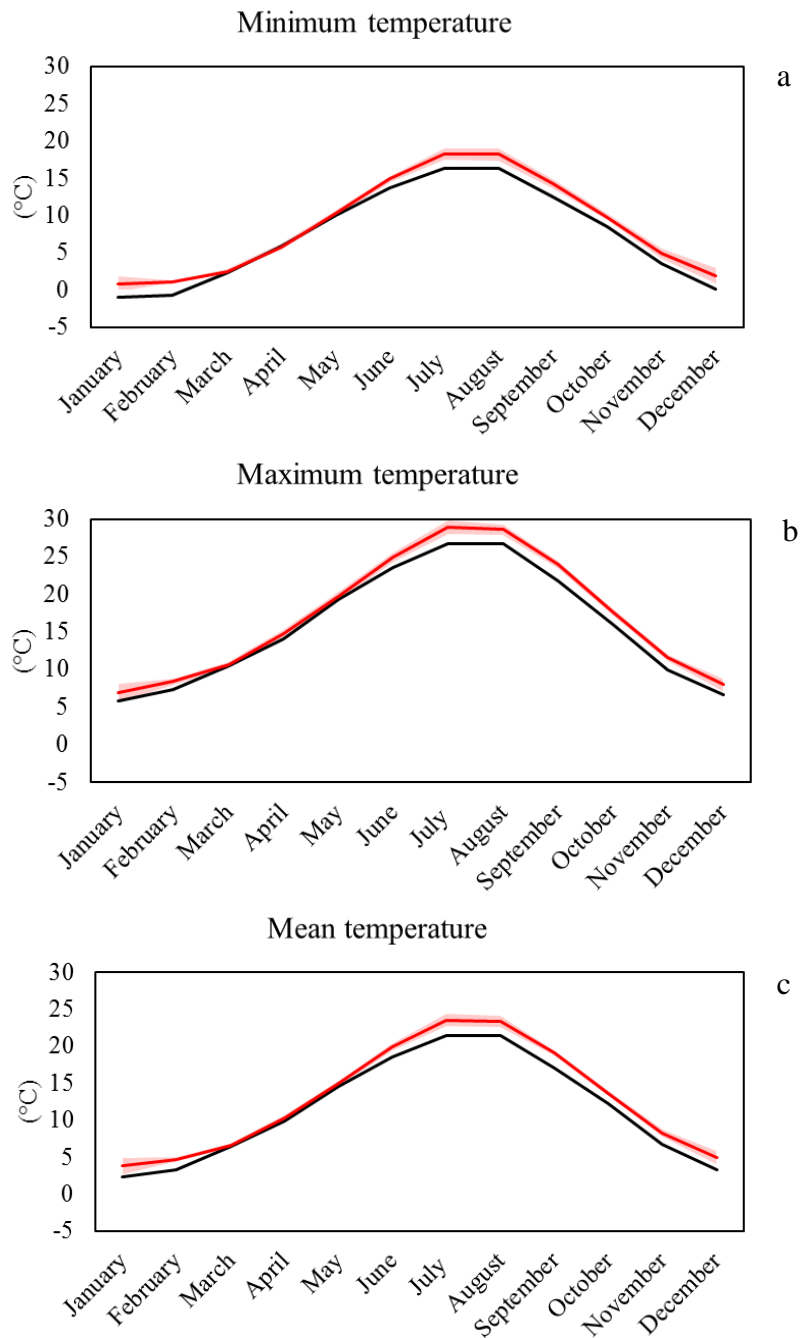 Minimum temperature
a
30
25
20
15
10
5
0
-5
(°C)
January
February
March
April
May
June
July
August
September
October
November
December
Maximum temperature
b
30
25
20
15
10
5
0
-5
(°C)
January
February
March
April
May
June
July
August
September
October
November
December
Mean temperature
c
30
25
20
15
10
5
0
-5
(°C)
January
February
March
April
May
June
July
August
September
October
November
December